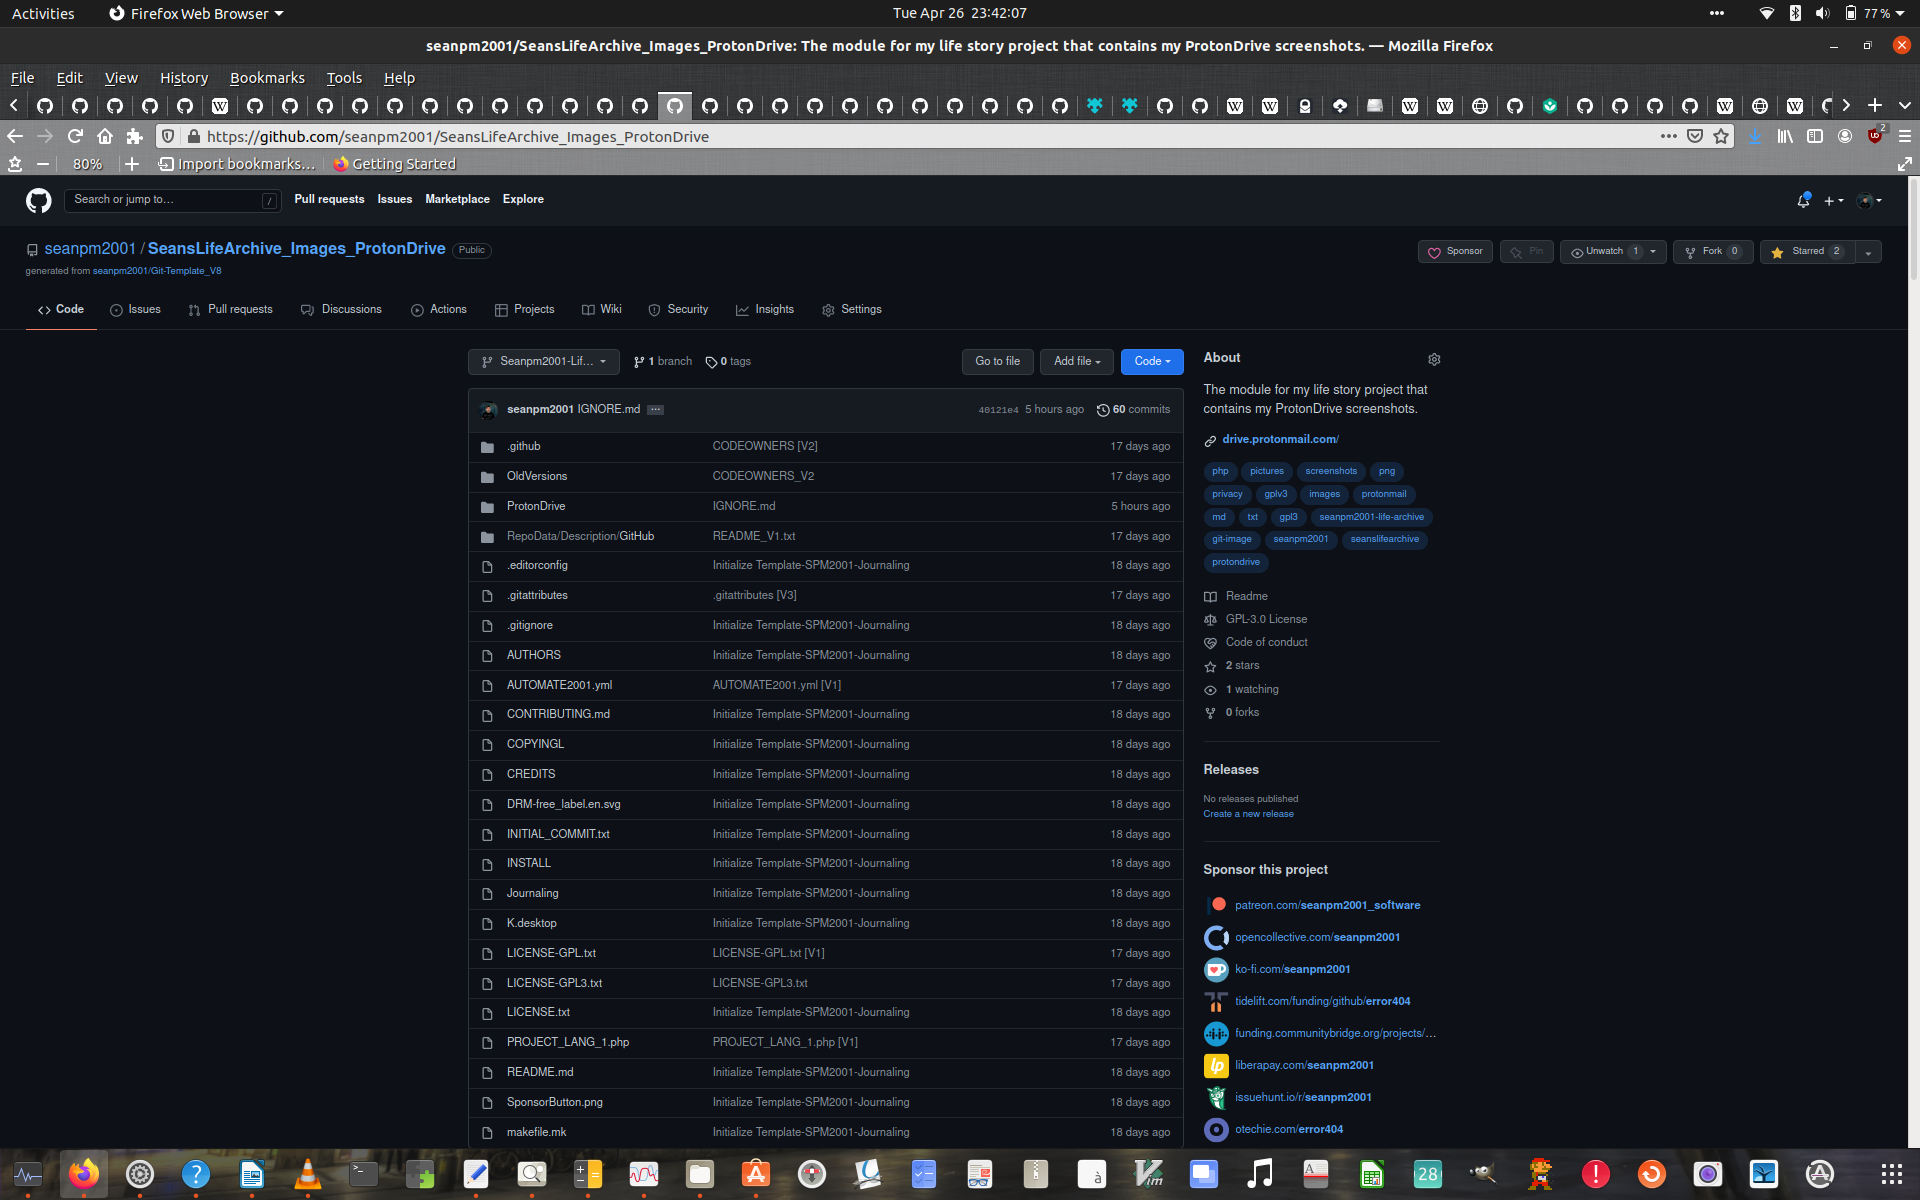 Activities
Firefox Web Browser
Tue Apr 26 23:42:07
77 %
seanpm2001/SeansLifeArchive_Images_ProtonDrive: The module for my life story project that contains my ProtonDrive screenshots. — Mozilla Firefox
File Edit View History Bookmarks Tools Help
https://github.com/seanpm2001/SeansLifeArchive_Images_ProtonDrive
2
80%
Import bookmarks...
Getting Started
Search or jump to...
/
Pull requests Issues Marketplace Explore
seanpm2001 / SeansLifeArchive_Images_ProtonDrive Public
Sponsor
Pin
Unwatch 1
Fork 0
Starred 2
generated from seanpm2001/Git-Template_V8
Code Issues Pull requests Discussions Actions Projects Wiki Security Insights Settings
Seanpm2001-Lif...
1 branch
0 tags
Go to file
Add file
Code
seanpm2001 IGNORE.md ...
40121e4 5 hours ago
60 commits
.github CODEOWNERS [V2] 17 days ago
OldVersions CODEOWNERS_V2 17 days ago
ProtonDrive IGNORE.md 5 hours ago
RepoData/Description/GitHub README_V1.txt 17 days ago
.editorconfig Initialize Template-SPM2001-Journaling 18 days ago
.gitattributes .gitattributes [V3] 17 days ago
.gitignore Initialize Template-SPM2001-Journaling 18 days ago
AUTHORS Initialize Template-SPM2001-Journaling 18 days ago
AUTOMATE2001.yml AUTOMATE2001.yml [V1] 17 days ago
CONTRIBUTING.md Initialize Template-SPM2001-Journaling 18 days ago
COPYINGL Initialize Template-SPM2001-Journaling 18 days ago
CREDITS Initialize Template-SPM2001-Journaling 18 days ago
DRM-free_label.en.svg Initialize Template-SPM2001-Journaling 18 days ago
INITIAL_COMMIT.txt Initialize Template-SPM2001-Journaling 18 days ago
INSTALL Initialize Template-SPM2001-Journaling 18 days ago
Journaling Initialize Template-SPM2001-Journaling 18 days ago
K.desktop Initialize Template-SPM2001-Journaling 18 days ago
LICENSE-GPL.txt LICENSE-GPL.txt [V1] 17 days ago
LICENSE-GPL3.txt LICENSE-GPL3.txt 17 days ago
LICENSE.txt Initialize Template-SPM2001-Journaling 18 days ago
PROJECT_LANG_1.php PROJECT_LANG_1.php [V1] 17 days ago
README.md Initialize Template-SPM2001-Journaling 18 days ago
SponsorButton.png Initialize Template-SPM2001-Journaling 18 days ago
makefile.mk Initialize Template-SPM2001-Journaling 18 days ago
About
The module for my life story project that
contains my ProtonDrive screenshots.
drive.protonmail.com/
php pictures screenshots png
privacy gplv3 images protonmail
md txt gpl3 seanpm2001-life-archive
git-image seanpm2001 seanslifearchive
protondrive
Readme
GPL-3.0 License
Code of conduct
2 stars
1 watching
0 forks
Releases
No releases published
Create a new release
Sponsor this project
patreon.com/seanpm2001_software
opencollective.com/seanpm2001
ko-fi.com/seanpm2001
tidelift.com/funding/github/error404
funding.communitybridge.org/projects/...
liberapay.com/seanpm2001
issuehunt.io/r/seanpm2001
otechie.com/error404
28